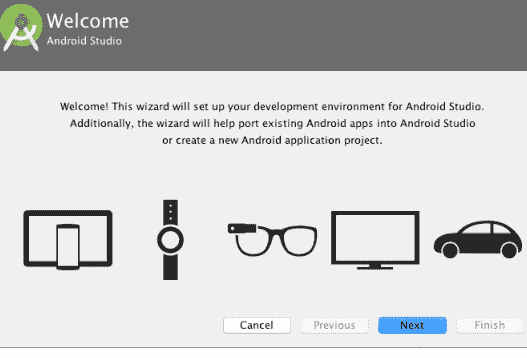 Welcome
Android Studio
Welcome! This wizard will set up your development environment for Android Studio.
Additionally, the wizard will help port existing Android apps into Android Studio
or create a new Android application project.
Cancel
Previous
Next
Finish